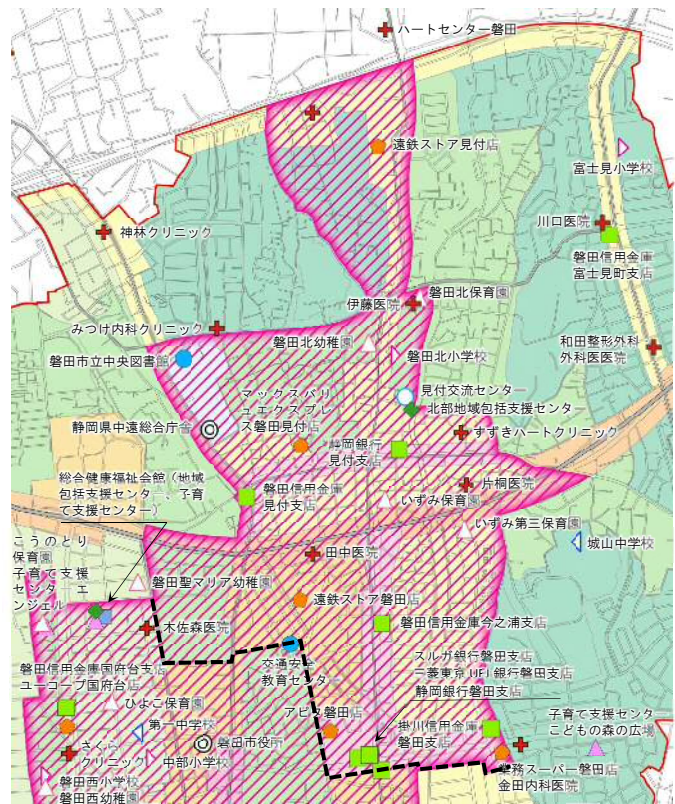 ハートセンター磐田
遠鉄ストア見付店
富士見小学校
川口医院
神林クリニック
磐田信用金庫
富士見町支店
磐田北保育園
伊藤医院
みつけ内科クリニック
磐田北幼稚園
和田整形外科
外科医医院
磐田市立中央図書館
磐田北小学校
マックスバリ
ュエクスプレ
ス磐田見付店
見付交流センター
北部地域包括支援センター
静岡県中遠総合庁舎
すずきハートクリニック
静岡銀行
見付支店
総合健康福祉会館（地域
包括支援センター、子育
て支援センター）
磐田信用金庫
見付支店
片桐医院
いずみ保育園
いずみ第三保育園
こうのとり
保育園
子育て支援
センター エ
ンジェル
田中医院
城山中学校
磐田聖マリア幼稚園
遠鉄ストア磐田店
木佐森医院
磐田信用金庫今之浦支店
交通安全
教育センター
スルガ銀行磐田支店
三菱東京UFJ銀行磐田支店
静岡銀行磐田支店
磐田信用金庫国府台支店
ユーコープ国府台店
ひよこ保育園
アピタ磐田店
掛川信用金庫
磐田支店
子育て支援センタ
こどもの森の広場
第一中学校
さくら
クリニック
磐田市役所
中部小学校
業務スーパー磐田店
金田内科医院
磐田西小学校
磐田西幼稚園